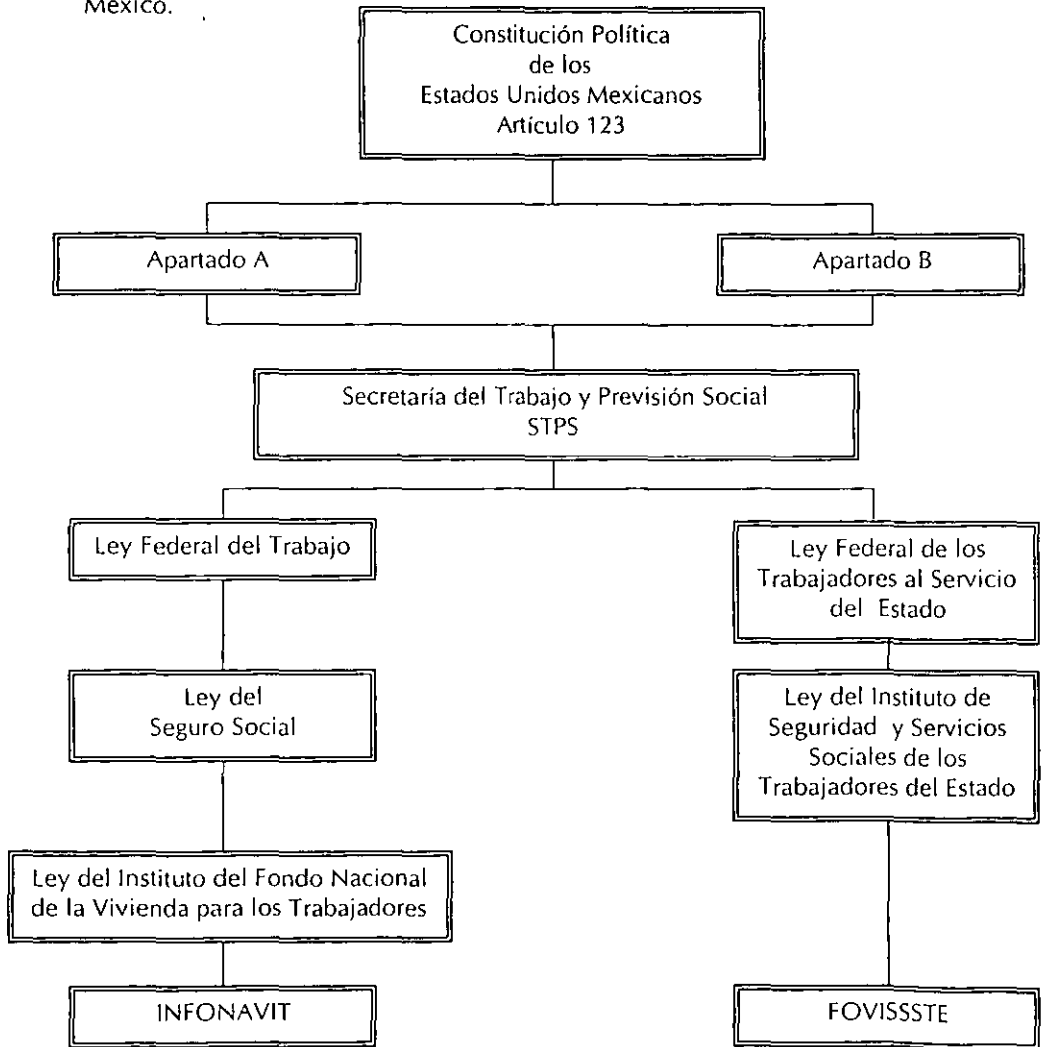 México.
Constitución Política
de los
Estados Unidos Mexicanos
Artículo 123
Apartado A
Apartado B
Secretaría del Trabajo y Previsión Social
STPS
Ley Federal del Trabajo
Ley Federal de los
Trabajadores al Servicio
del Estado
Ley del
Seguro Social
Ley del Instituto de
Seguridad y Servicios
Sociales de los
Trabajadores del Estado
Ley del Instituto del Fondo Nacional
de la Vivienda para los Trabajadores
INFONAVIT
FOVISSSTE